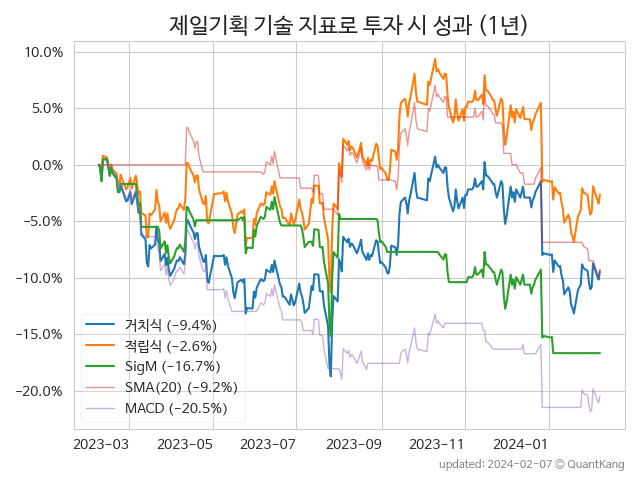 제일기획 기술 지표로 투자 시 성과 (1년)
10.0%
5.0%
0.0%
−5.0%
−10.0%
−15.0%
−20.0%
거치식 (−9.4%)
적립식 (−2.6%)
SigM (−16.7%)
SMA(20) (−9.2%)
MACD (−20.5%)
2023−03 2023−05 2023−07 2023−09 2023−11 2024−01
updated: 2024−02−07 © QuantKang